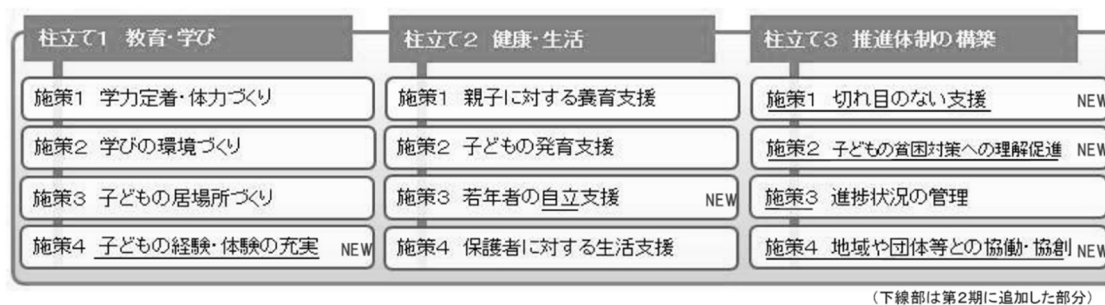 柱立て1 教育・学び
施策1 学力定着・体力づくり
施策2 学びの環境づくり
施策3 子どもの居場所づくり
施策4 子どもの経験・体験の充実 NEW
柱立て2 健康・生活
施策1 親子に対する養育支援
施策2 子どもの発育支援
施策3 若年者の自立支援 NEW
施策4 保護者に対する生活支援
柱立て3 推進体制の構築
施策1 切れ目のない支援 NEW
施策2 子どもの貧困対策への理解促進 NEW
施策3 進捗状況の管理
施策4 地域や団体等との協働・協創 NEW
（下線部は第2期に追加した部分）